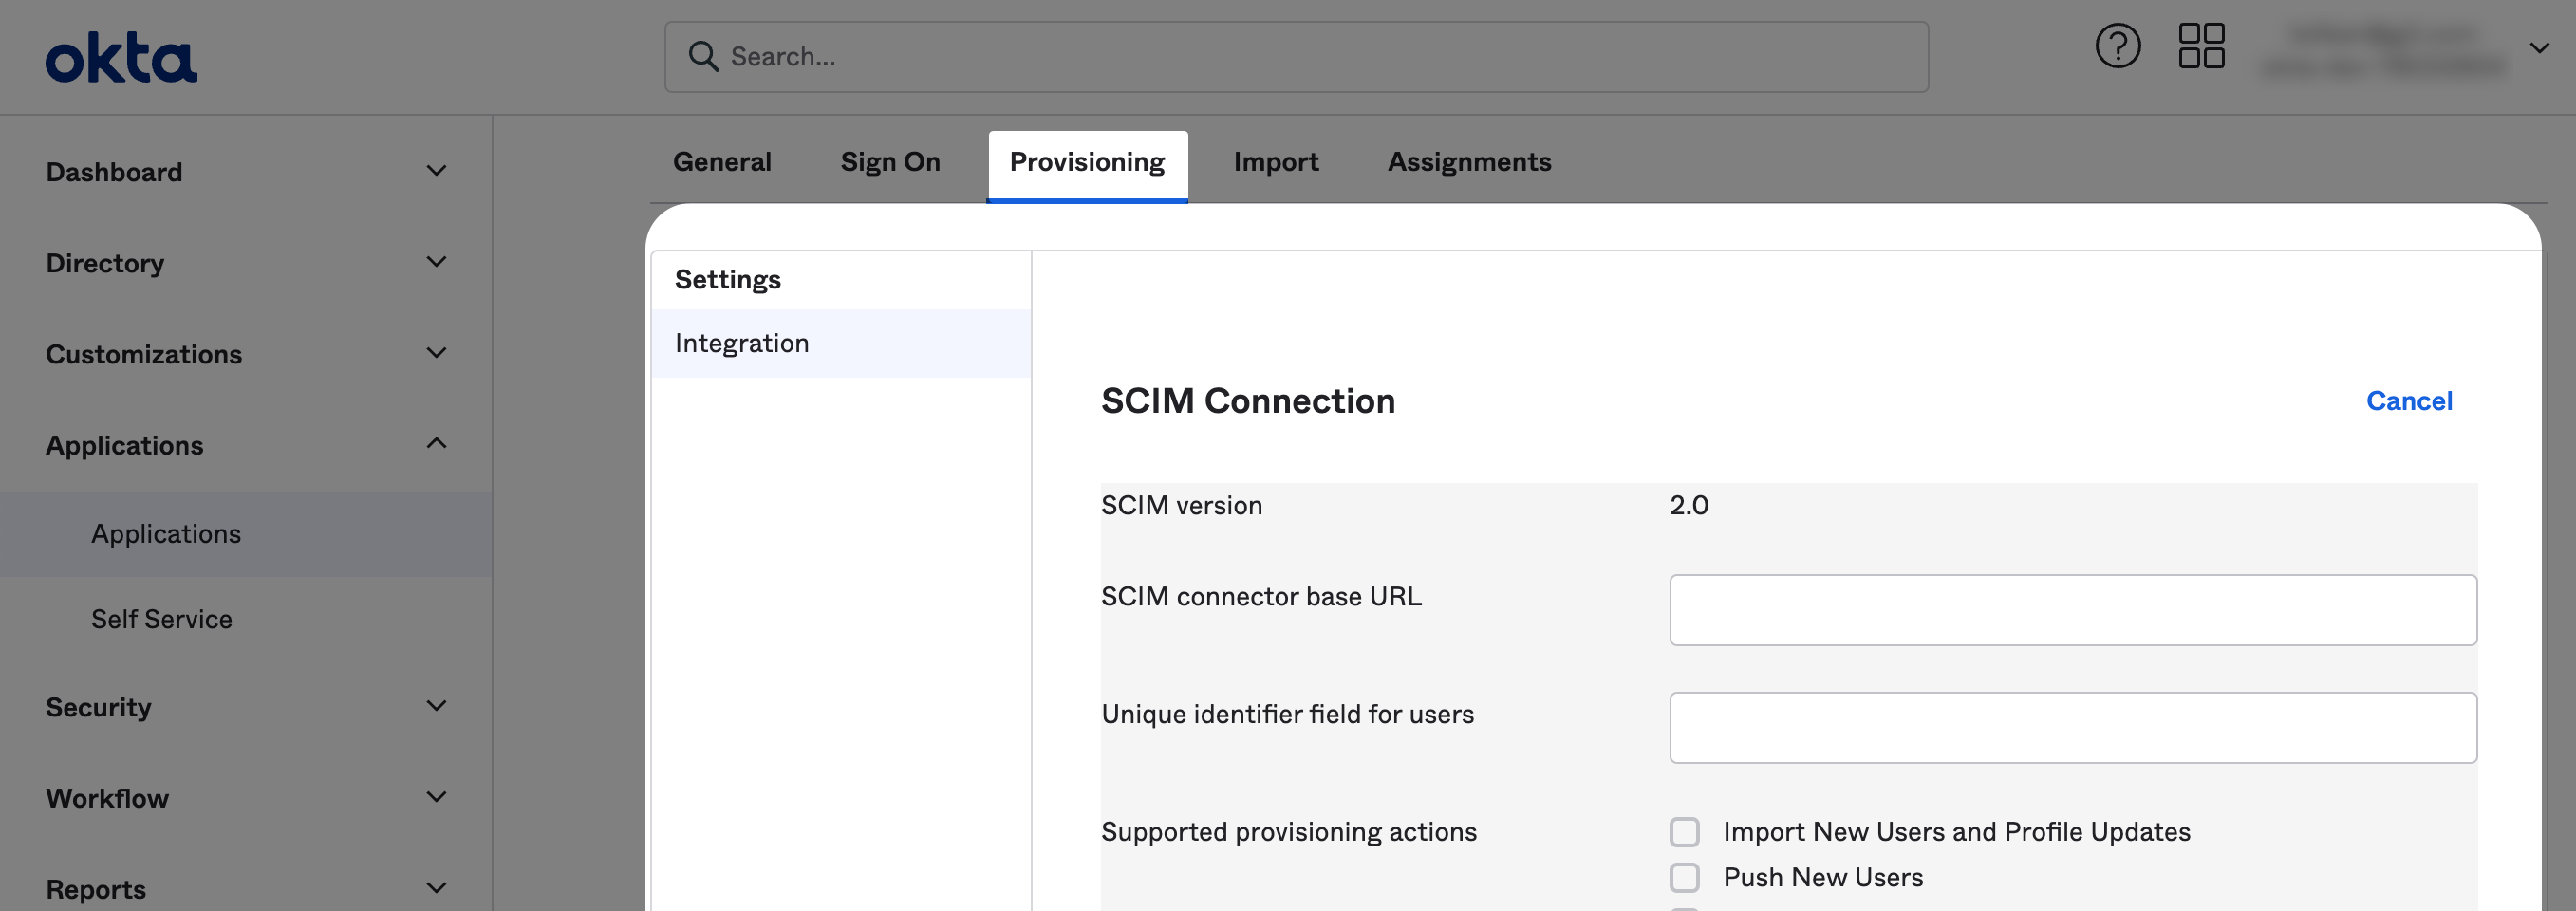 okta
Search...
General
Sign On
Provisioning
Import
Assignments
Dashboard
Directory
Customizations
Applications
Applications
Self Service
Security
Workflow
Reports
Settings
Integration
SCIM Connection
Cancel
SCIM version
2.0
SCIM connector base URL
Unique identifier field for users
Supported provisioning actions
Import New Users and Profile Updates
Push New Users